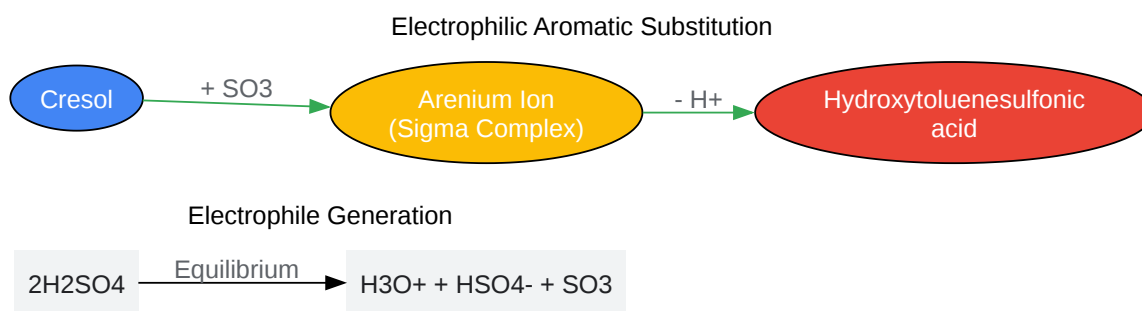 Electrophilic Aromatic Substitution
Cresol
+ SO3
Arenium Ion
(Sigma Complex)
- H+
Hydroxytoluenesulfonic
acid
Electrophile Generation
2H2SO4
Equilibrium
H3O+ + HSO4- + SO3